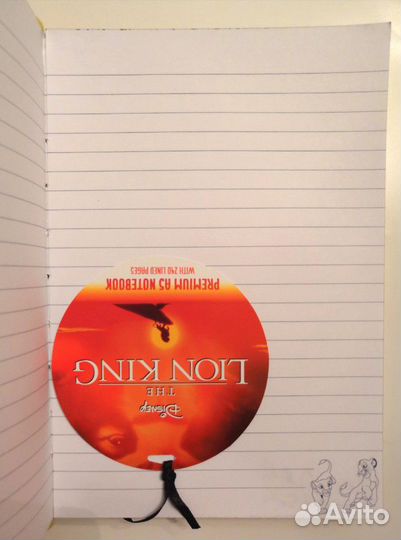 DISNEY
THE
LION KING
PREMIUM A5 NOTEBOOK
WITH 240 LINED PAGES
Avito